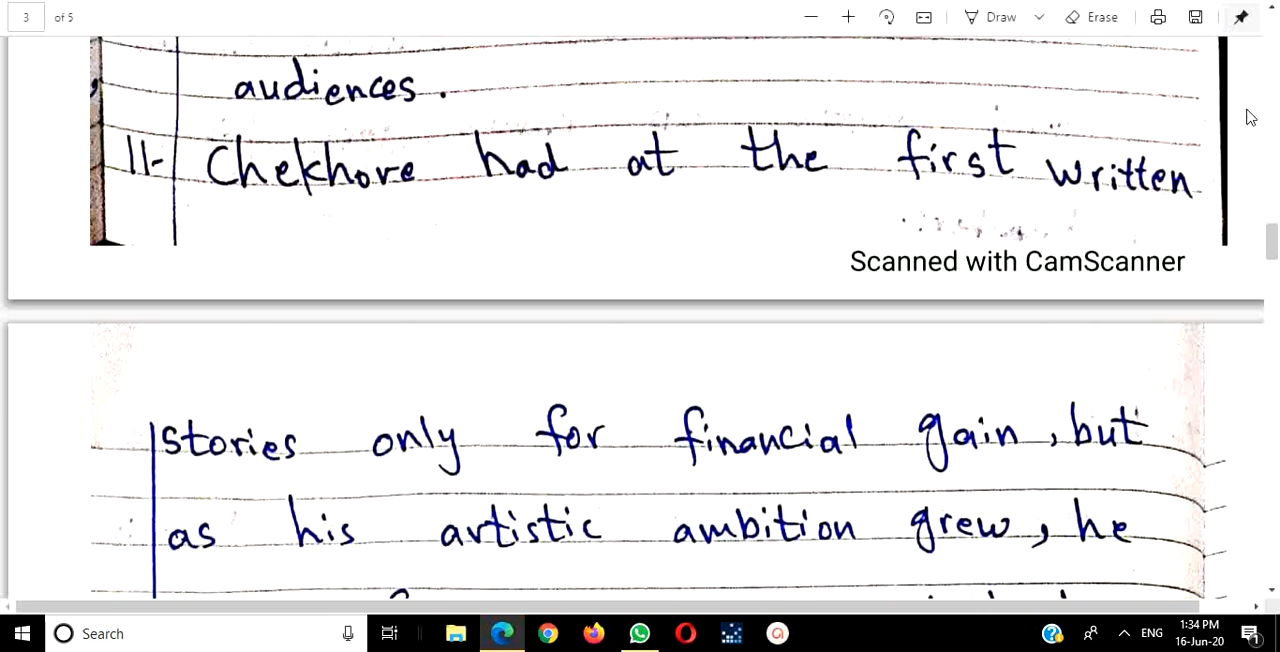 3 of 5
Draw
Erase
audiences.
11- Chekhove had at the first written
Scanned with CamScanner
stories only for financial gain, but
as his artistic ambition grew, he
Search
ENG
1:34 PM
16-Jun-20
1